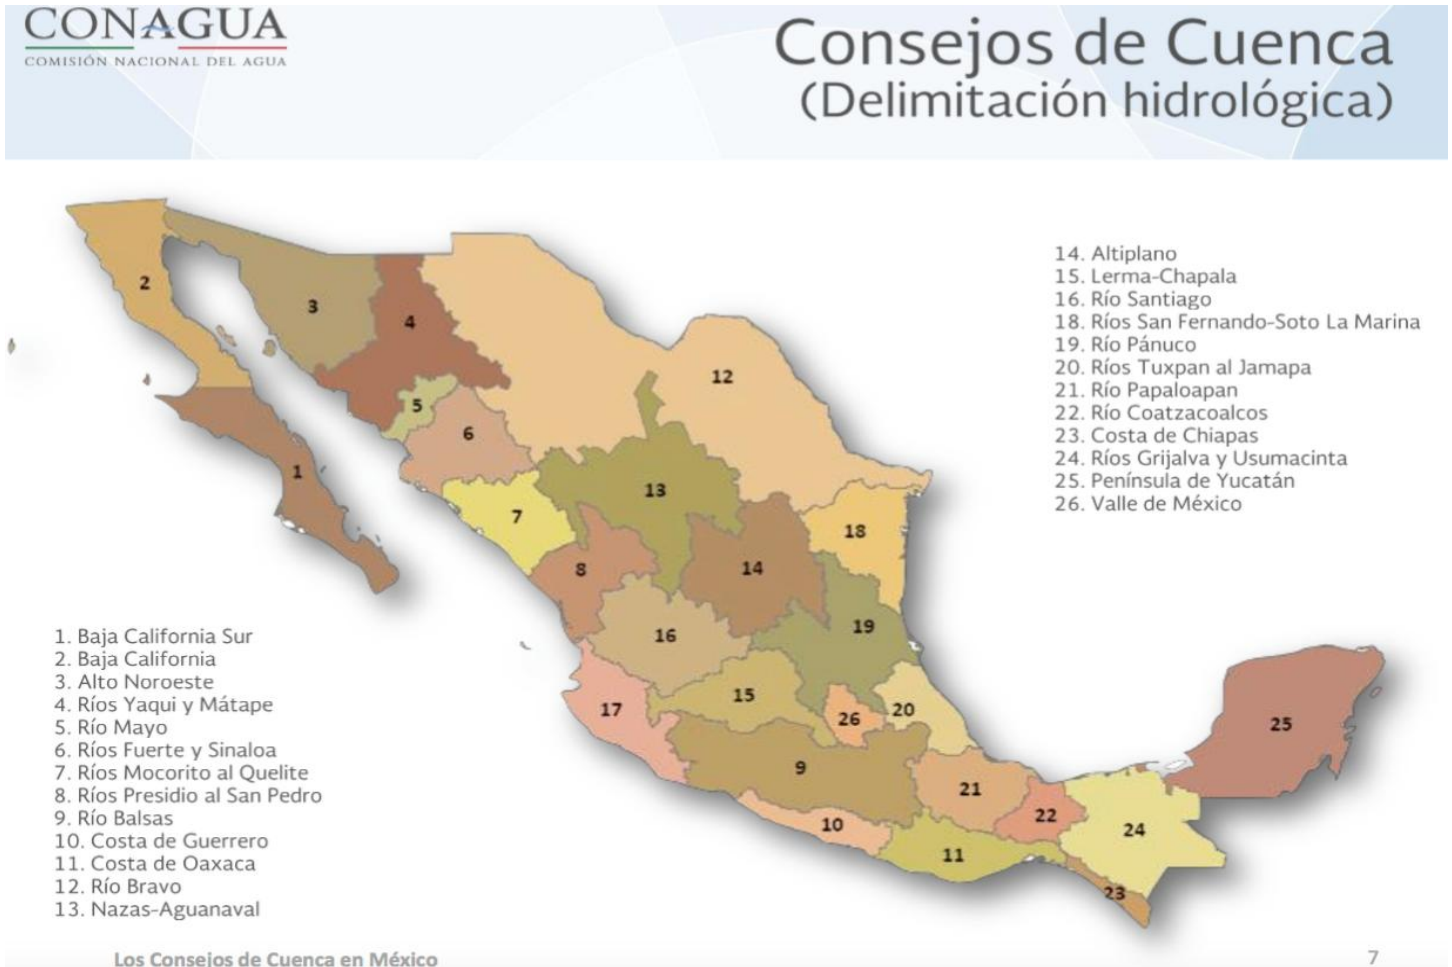 CONAGUA
COMISIÓN NACIONAL DEL AGUA
Consejos de Cuenca
(Delimitación hidrológica)
2
3
4
12
5
6
1
13
7
18
8
14
16
19
15
17
26
20
9
25
21
22
10
24
11
23
14. Altiplano
15. Lerma-Chapala
16. Río Santiago
18. Ríos San Fernando-Soto La Marina
19. Río Pánuco
20. Ríos Tuxpan al Jamapa
21. Río Papaloapan
22. Río Coatzacoalcos
23. Costa de Chiapas
24. Ríos Grijalva y Usumacinta
25. Península de Yucatán
26. Valle de México
1. Baja California Sur
2. Baja California
3. Alto Noroeste
4. Ríos Yaqui y Mátape
5. Río Mayo
6. Ríos Fuerte y Sinaloa
7. Ríos Mocorito al Quelite
8. Ríos Presidio al San Pedro
9. Río Balsas
10. Costa de Guerrero
11. Costa de Oaxaca
12. Río Bravo
13. Nazas-Aguanaval
Los Consejos de Cuenca en México
7